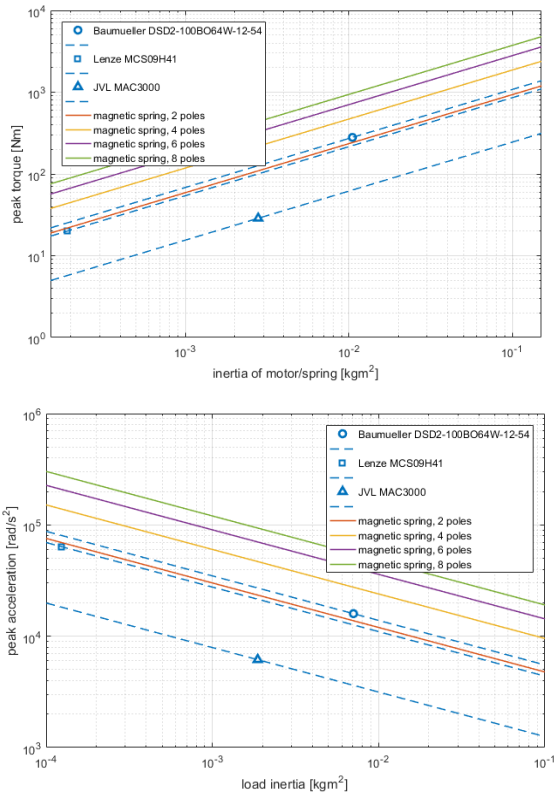 10^4
Baumueller DSD2-100BO64W-12-54
Lenze MCS09H41
JVL MAC3000
magnetic spring, 2 poles
magnetic spring, 4 poles
magnetic spring, 6 poles
magnetic spring, 8 poles
10^3
10^2
10^1
10^0
peak torque [Nm]
10^-3
10^-2
10^-1
inertia of motor/spring [kgm^2]
10^6
Baumueller DSD2-100BO64W-12-54
Lenze MCS09H41
JVL MAC3000
magnetic spring, 2 poles
magnetic spring, 4 poles
magnetic spring, 6 poles
magnetic spring, 8 poles
10^5
10^4
10^3
peak acceleration [rad/s^2]
10^-4
10^-3
10^-2
10^-1
load inertia [kgm^2]